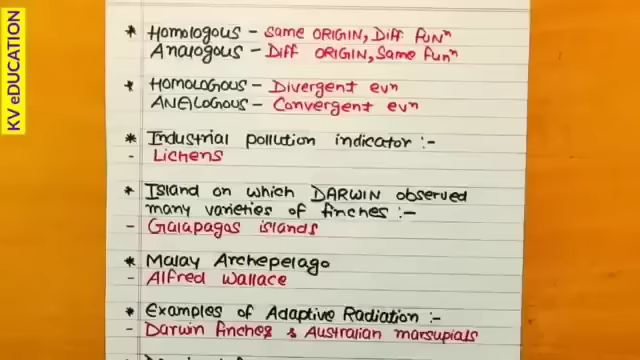 KV eDUCATION
* Homologous - Same ORIGIN, Diff Funⁿ
Analogous - Diff ORIGIN, Same funⁿ
* HOMOLOGOUS - Divergent evⁿ
ANALOGOUS - Convergent evⁿ
* Industrial pollution indicator :-
- Lichens
* Island on which DARWIN observed
many varieties of finches :-
- Galapagos islands
* Malay Archepelago
- Alfred Wallace
* Examples of Adaptive Radiation :-
- Darwin finches & Australian marsupials